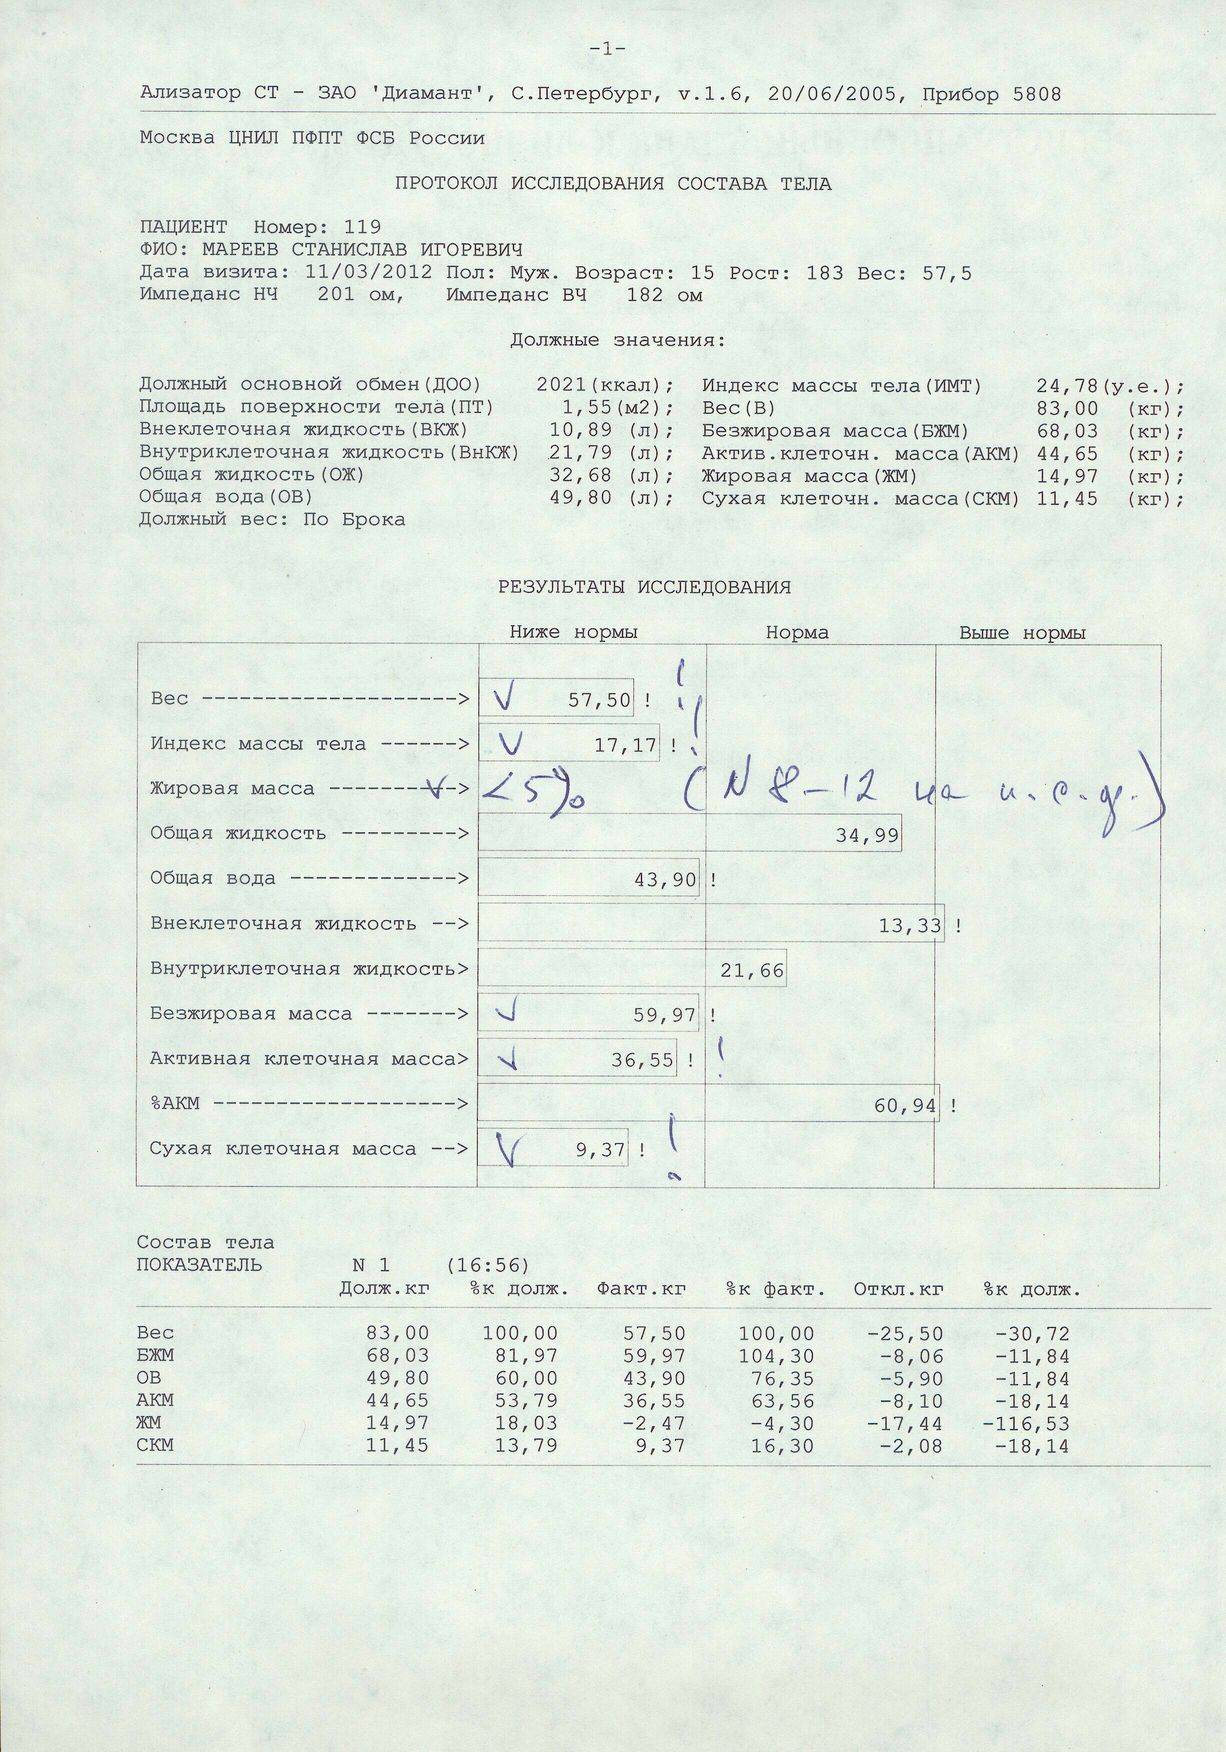 -1-
Ализатор СТ - ЗАО 'Диамант', С.Петербург, v.1.6, 20/06/2005, Прибор 5808
Москва ЦНИЛ ПФПТ ФСБ России
ПРОТОКОЛ ИССЛЕДОВАНИЯ СОСТАВА ТЕЛА
ПАЦИЕНТ Номер: 119
ФИО: МАРЕЕВ СТАНИСЛАВ ИГОРЕВИЧ
Дата визита: 11/03/2012 Пол: Муж. Возраст: 15 Рост: 183 Вес: 57,5
Импеданс НЧ 201 ом, Импеданс ВЧ 182 ом
Должные значения:
Должный основной обмен(ДОО) 2021(ккал); Индекс массы тела(ИМТ) 24,78(у.е.);
Площадь поверхности тела(ПТ) 1,55(м2); Вес(В) 83,00 (кг);
Внеклеточная жидкость(ВКЖ) 10,89 (л); Безжировая масса(БЖМ) 68,03 (кг);
Внутриклеточная жидкость(ВнКЖ) 21,79 (л); Актив.клеточн. масса(АКМ) 44,65 (кг);
Общая жидкость(ОЖ) 32,68 (л); Жировая масса(ЖМ) 14,97 (кг);
Общая вода(ОВ) 49,80 (л); Сухая клеточн. масса(СКМ) 11,45 (кг);
Должный вес: По Брока
РЕЗУЛЬТАТЫ ИССЛЕДОВАНИЯ
Ниже нормы Норма Выше нормы
Вес --------------------> V 57,50 ! !
Индекс массы тела ------> V 17,17 ! !
Жировая масса --------V-> <5% (N 8-12 на и.с.д.)
Общая жидкость ---------> 34,99
Общая вода -------------> 43,90 !
Внеклеточная жидкость --> 13,33 !
Внутриклеточная жидкость> 21,66
Безжировая масса -------> V 59,97 !
Активная клеточная масса> V 36,55 ! !
%АКМ -------------------> 60,94 !
Сухая клеточная масса --> V 9,37 ! !
Состав тела
ПОКАЗАТЕЛЬ N 1 (16:56)
Долж.кг %к долж. Факт.кг %к факт. Откл.кг %к долж.
Вес 83,00 100,00 57,50 100,00 -25,50 -30,72
БЖМ 68,03 81,97 59,97 104,30 -8,06 -11,84
ОВ 49,80 60,00 43,90 76,35 -5,90 -11,84
АКМ 44,65 53,79 36,55 63,56 -8,10 -18,14
ЖМ 14,97 18,03 -2,47 -4,30 -17,44 -116,53
СКМ 11,45 13,79 9,37 16,30 -2,08 -18,14